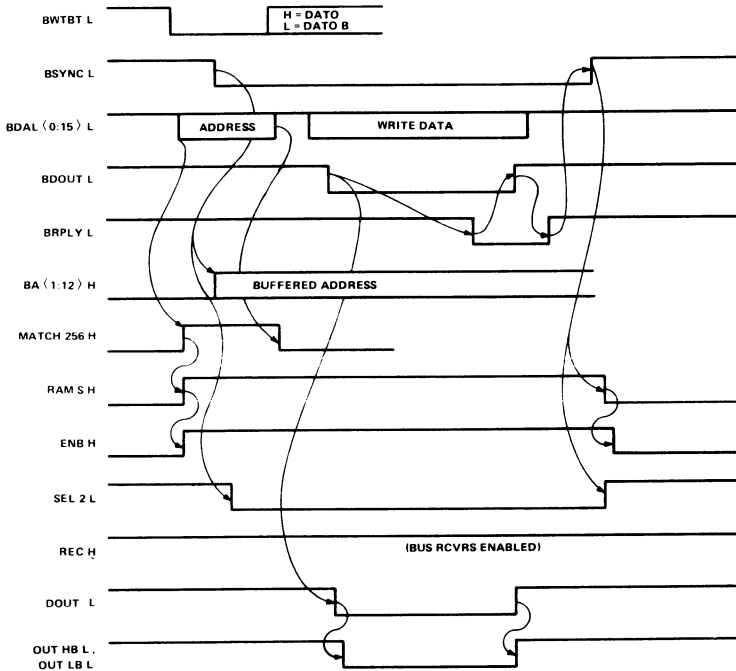 BWTBT L
H = DATO
L = DATO B
BSYNC L
BDAL ⟨0:15⟩ L
ADDRESS
WRITE DATA
BDOUT L
BRPLY L
BA ⟨1:12⟩ H
BUFFERED ADDRESS
MATCH 256 H
RAM S H
ENB H
SEL 2 L
REC H
(BUS RCVRS ENABLED)
DOUT L
OUT HB L,
OUT LB L